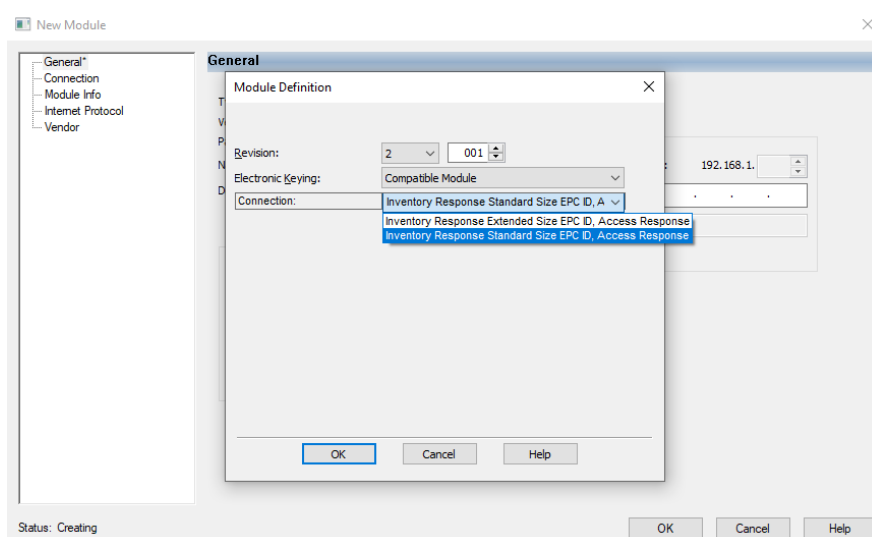 New Module
General*
Connection
Module Info
Internet Protocol
Vendor
General
Module Definition
Revision: 2 001
Electronic Keying: Compatible Module
Connection: Inventory Response Standard Size EPC ID, A
Inventory Response Extended Size EPC ID, Access Response
Inventory Response Standard Size EPC ID, Access Response
192.168.1.
OK Cancel Help
Status: Creating
OK Cancel Help